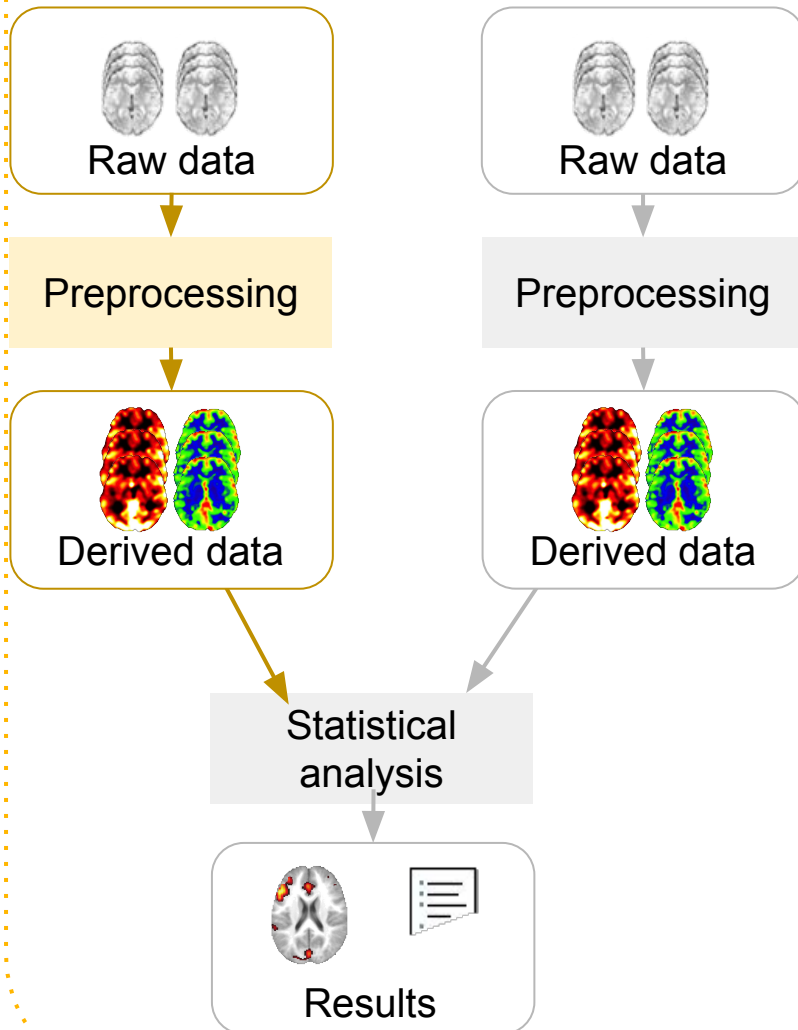 Raw data
Raw data
Preprocessing
Preprocessing
Derived data
Derived data
Statistical
analysis
Results